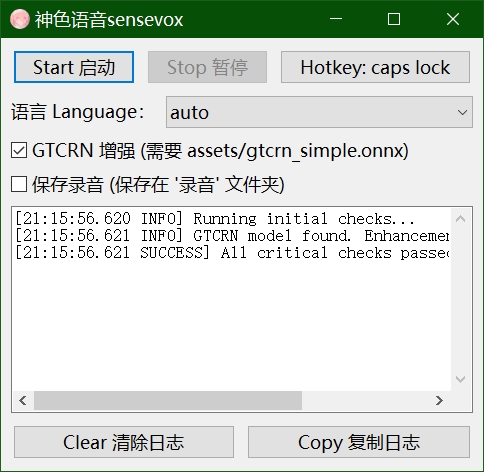 神色语音sensevox
Start 启动 Stop 暂停 Hotkey: caps lock
语言 Language: auto
GTCRN 增强 (需要 assets/gtcrn_simple.onnx)
保存录音 (保存在 '录音' 文件夹)
[21:15:56.620 INFO] Running initial checks...
[21:15:56.621 INFO] GTCRN model found. Enhancemen
[21:15:56.621 SUCCESS] All critical checks passe
Clear 清除日志 Copy 复制日志